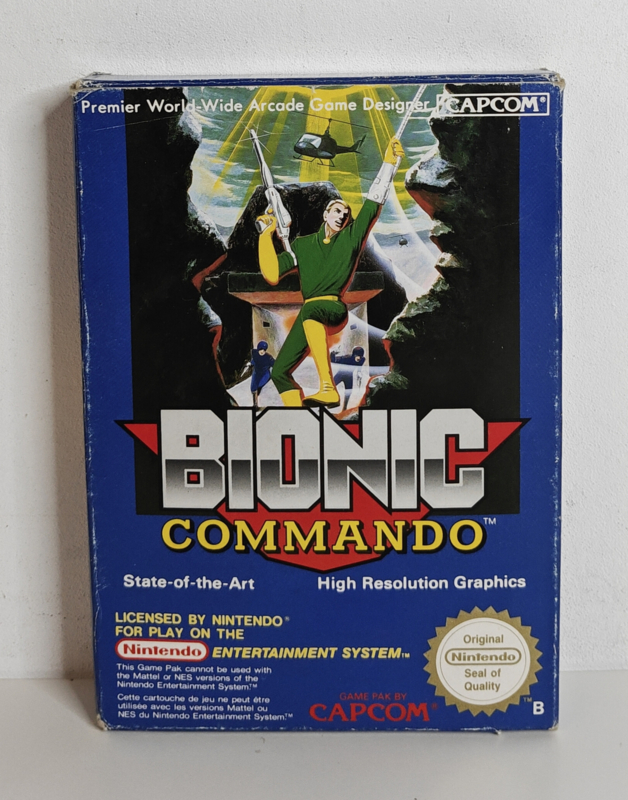 Premier World-Wide Arcade Game Designer CAPCOM®
BIONIC
COMMANDO™
State-of-the-Art High Resolution Graphics
LICENSED BY NINTENDO®
FOR PLAY ON THE
Nintendo ENTERTAINMENT SYSTEM™
This Game Pak cannot be used with
the Mattel or NES versions of the
Nintendo Entertainment System.™
Cette cartouche de jeu ne peut être
utilisée avec les versions Mattel ou
NES du Nintendo Entertainment System.™
GAME PAK BY
CAPCOM®
Original
Nintendo
Seal of
Quality
™ B